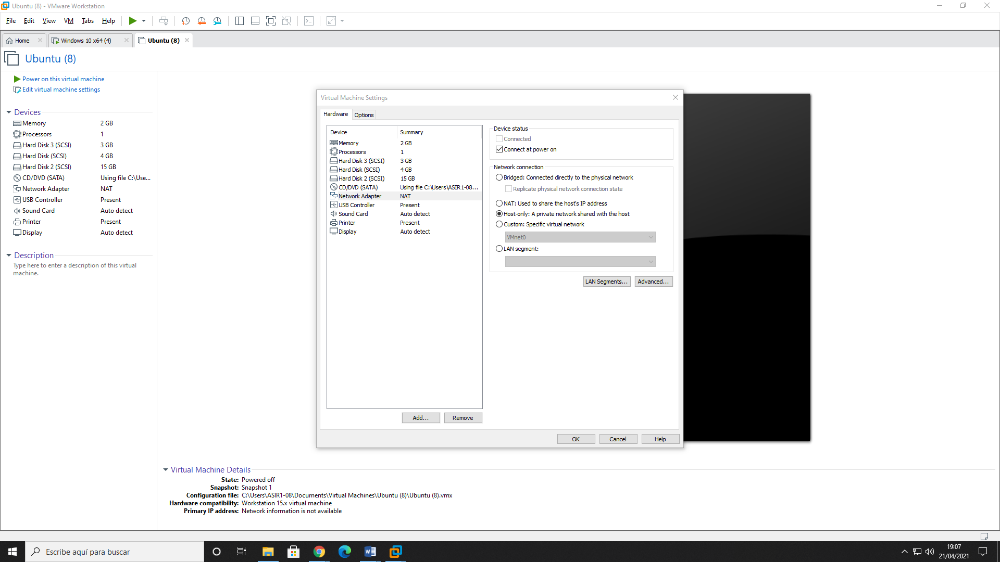 Ubuntu (8) - VMware Workstation
File Edit View VM Tabs Help
Home Windows 10 x64 (4) Ubuntu (8)
Ubuntu (8)
Power on this virtual machine
Edit virtual machine settings
Devices
Memory 2 GB
Processors 1
Hard Disk 3 (SCSI) 3 GB
Hard Disk (SCSI) 4 GB
Hard Disk 2 (SCSI) 15 GB
CD/DVD (SATA) Using file C:\Use...
Network Adapter NAT
USB Controller Present
Sound Card Auto detect
Printer Present
Display Auto detect
Description
Type here to enter a description of this virtual
machine.
Virtual Machine Settings
Hardware Options
Device Summary
Memory 2 GB
Processors 1
Hard Disk 3 (SCSI) 3 GB
Hard Disk (SCSI) 4 GB
Hard Disk 2 (SCSI) 15 GB
CD/DVD (SATA) Using file C:\Users\ASIR1-08...
Network Adapter NAT
USB Controller Present
Sound Card Auto detect
Printer Present
Display Auto detect
Add... Remove
Device status
Connected
Connect at power on
Network connection
Bridged: Connected directly to the physical network
Replicate physical network connection state
NAT: Used to share the host's IP address
Host-only: A private network shared with the host
Custom: Specific virtual network
VMnet0
LAN segment:
LAN Segments... Advanced...
OK Cancel Help
Virtual Machine Details
State: Powered off
Snapshot: Snapshot 1
Configuration file: C:\Users\ASIR1-08\Documents\Virtual Machines\Ubuntu (8)\Ubuntu (8).vmx
Hardware compatibility: Workstation 15.x virtual machine
Primary IP address: Network information is not available
Escribe aquí para buscar
19:07
21/04/2021